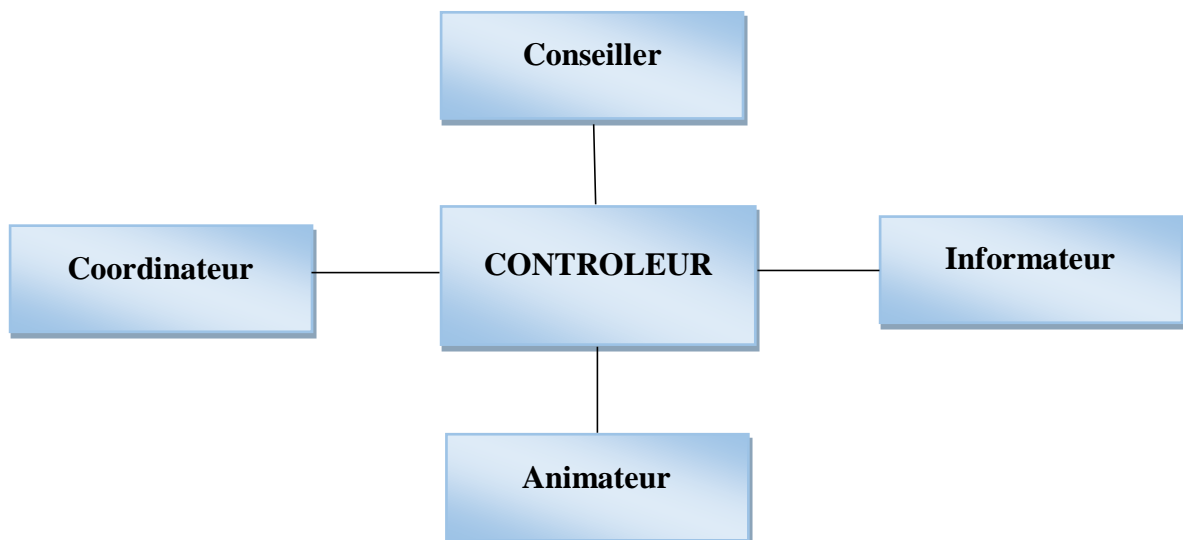 Conseiller
Coordinateur
CONTROLEUR
Informateur
Animateur